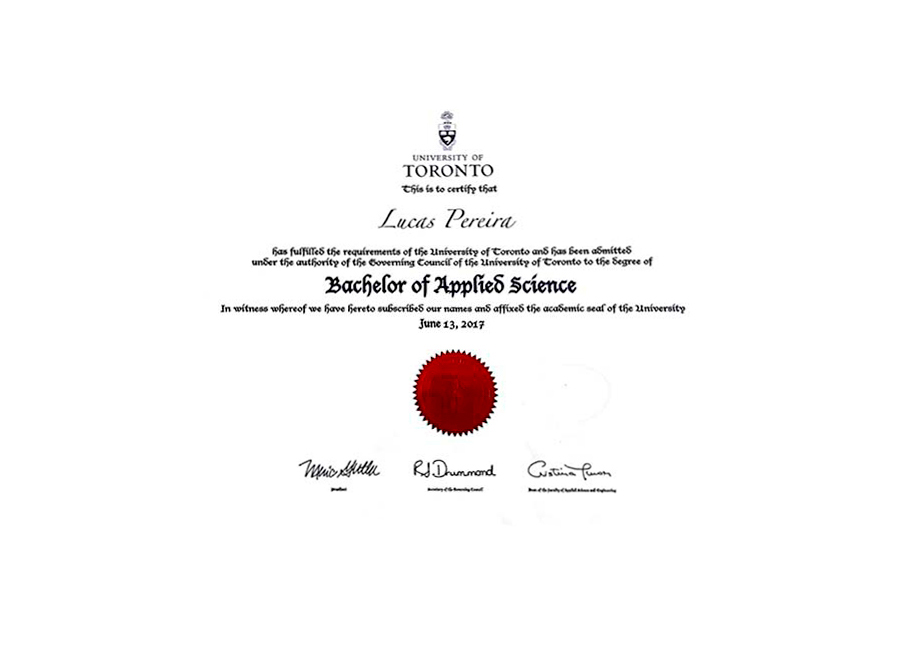 UNIVERSITY OF
TORONTO
This is to certify that
Lucas Pereira
has fulfilled the requirements of the University of Toronto and has been admitted
under the authority of the Governing Council of the University of Toronto to the degree of
Bachelor of Applied Science
In witness whereof we have hereto subscribed our names and affixed the academic seal of the University
June 13, 2017
R J Drummond
President Secretary of the Governing Council Dean of the Faculty of Applied Science and Engineering